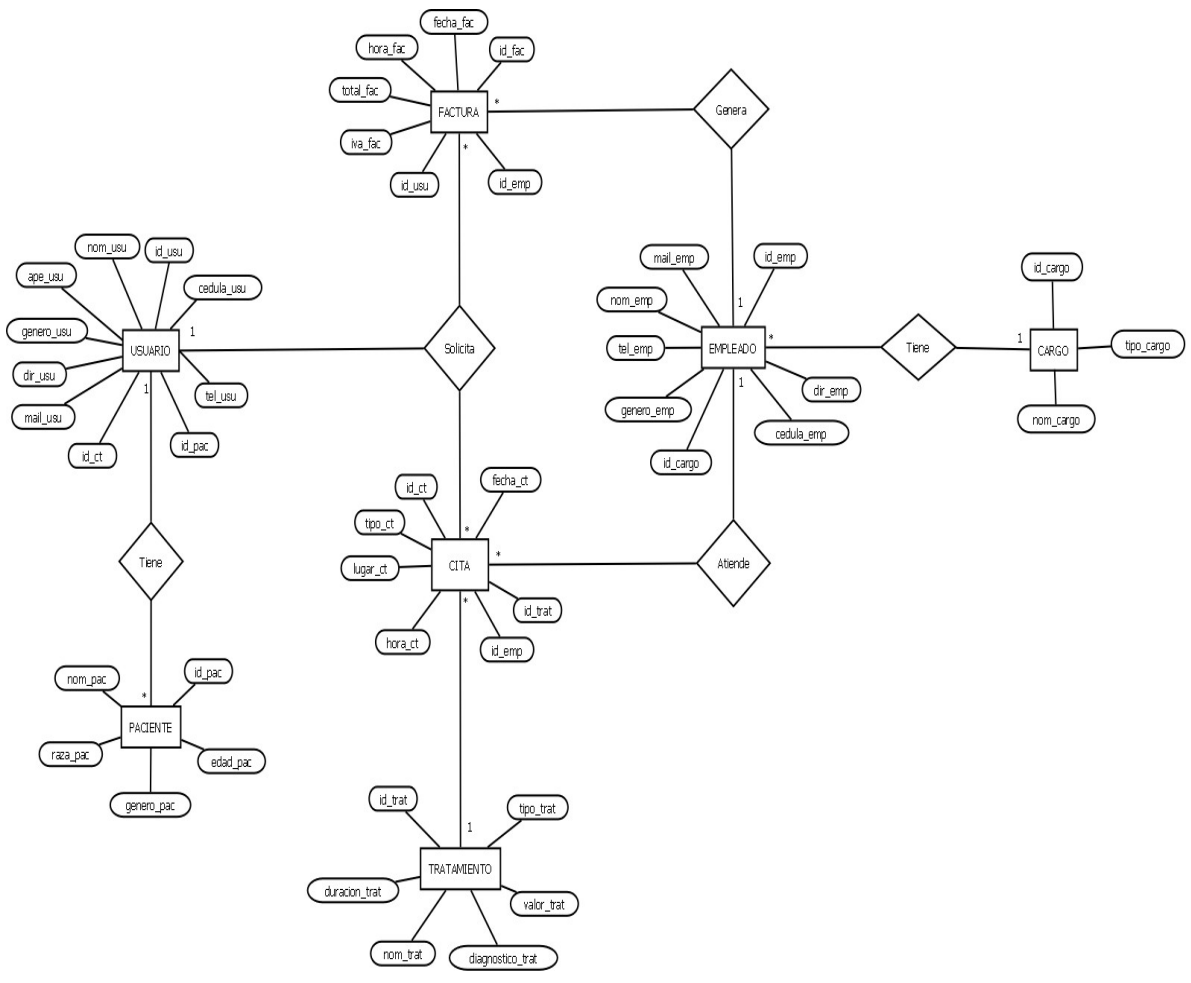 fecha_fac
hora_fac
id_fac
total_fac
FACTURA
*
Genera
iva_fac
*
id_usu
id_emp
nom_usu
id_usu
ape_usu
cedula_usu
genero_usu
USUARIO
1
dir_usu
mail_usu
1
tel_usu
id_ct
id_pac
Solicita
mail_emp
id_emp
nom_emp
1
tel_emp
EMPLEADO
*
genero_emp
1
dir_emp
cedula_emp
id_cargo
Tiene
id_cargo
1
CARGO
tipo_cargo
nom_cargo
id_ct
fecha_ct
tipo_ct
*
lugar_ct
CITA
*
Atiende
*
id_trat
hora_ct
id_emp
Tiene
id_pac
nom_pac
*
PACIENTE
raza_pac
edad_pac
genero_pac
id_trat
tipo_trat
1
TRATAMIENTO
duracion_trat
valor_trat
nom_trat
diagnostico_trat